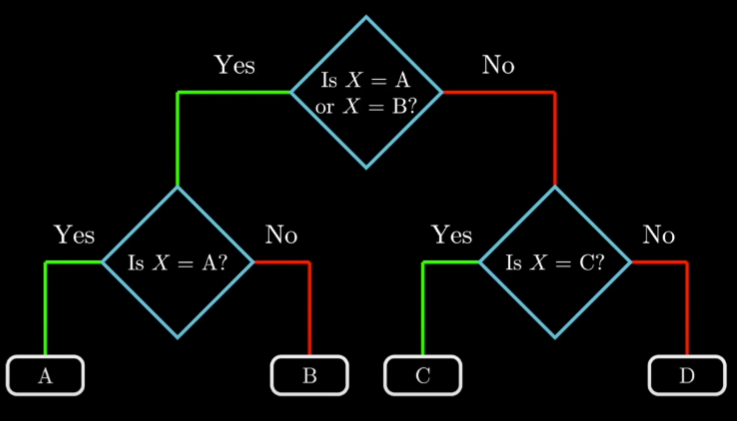 Yes
No
Is X = A
or X = B?
Yes
No
Yes
No
Is X = A?
Is X = C?
A
B
C
D